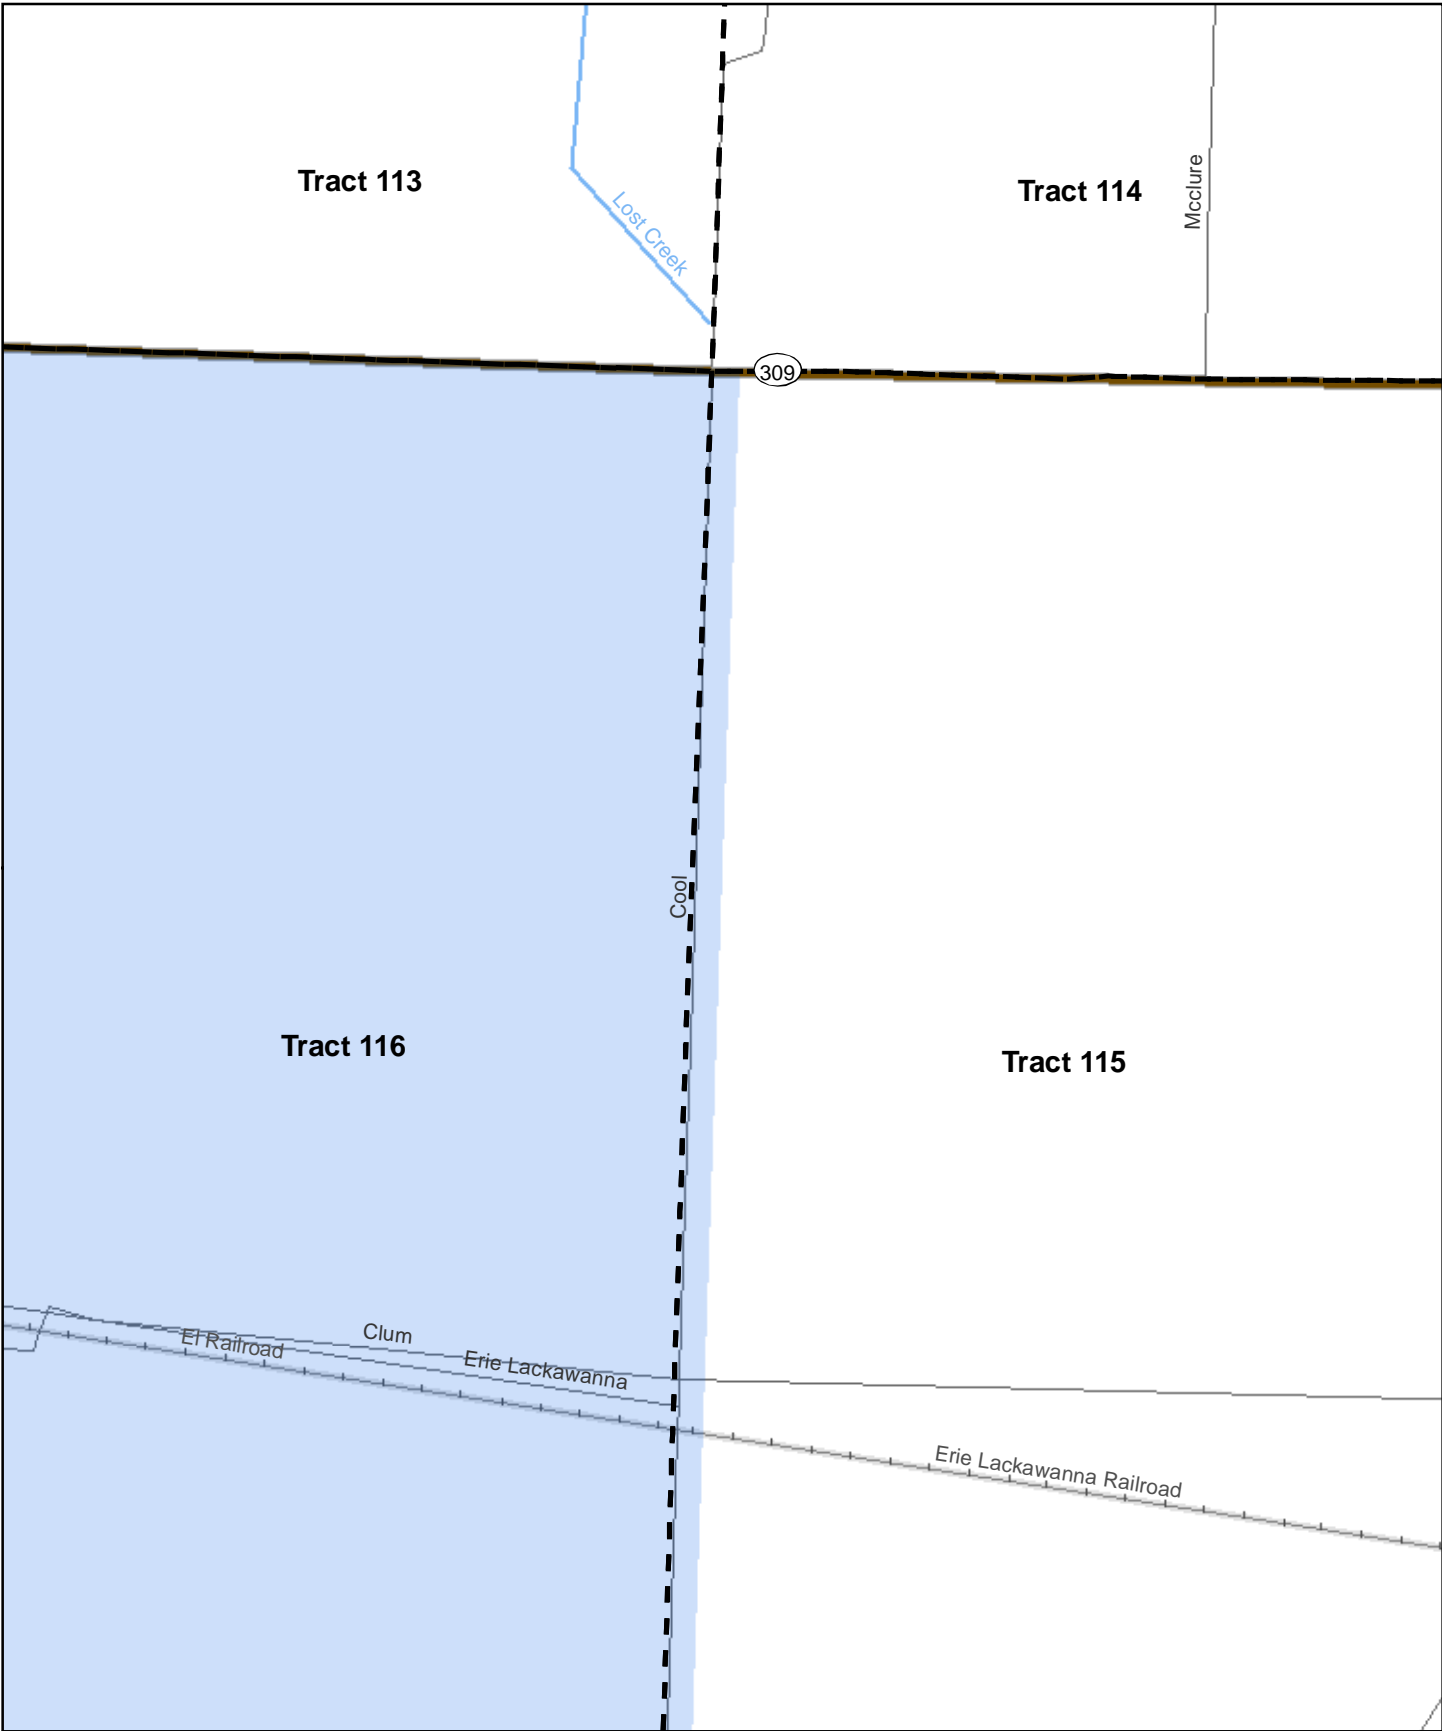 Tract 113
Lost Creek
Tract 114
Mcclure
309
Cool
Tract 116
Tract 115
Clum
El Railroad
Erie Lackawanna
Erie Lackawanna Railroad